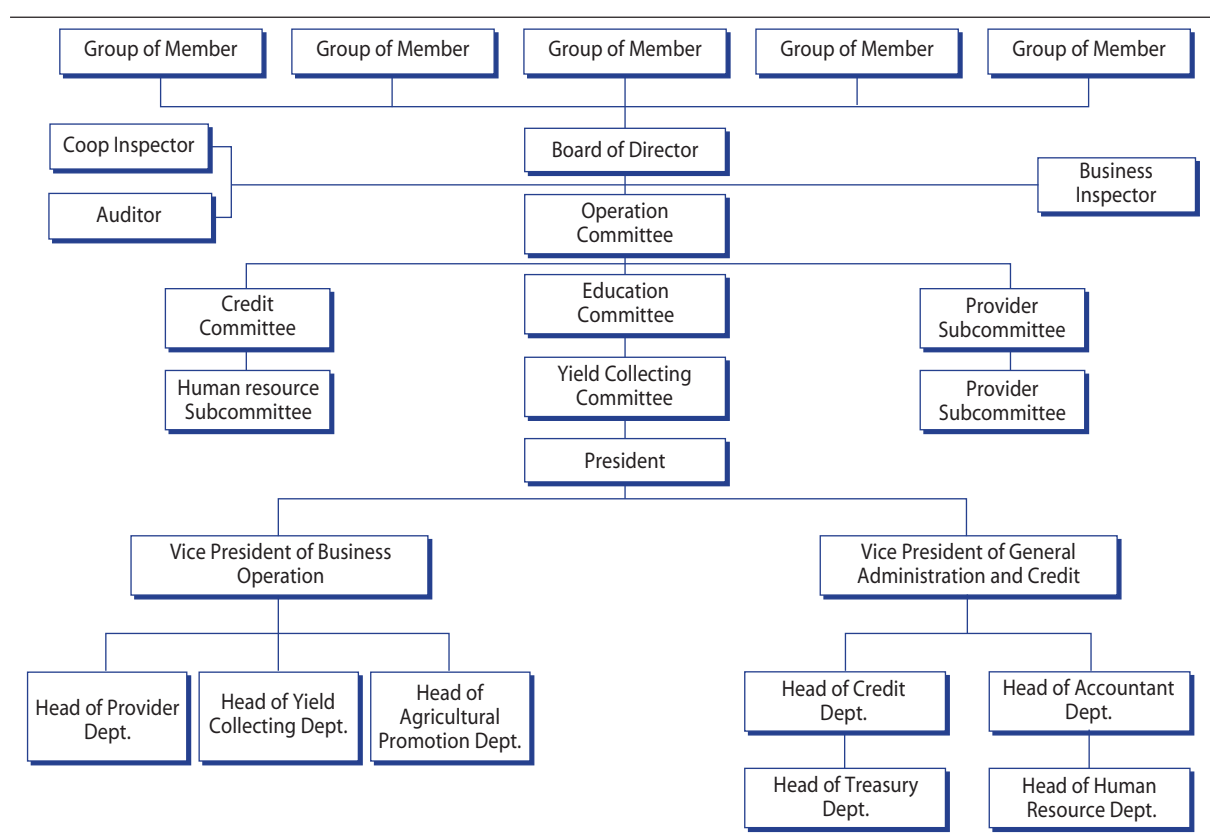 Group of Member
Group of Member
Group of Member
Group of Member
Group of Member
Coop Inspector
Board of Director
Business
Inspector
Auditor
Operation
Committee
Credit
Committee
Education
Committee
Provider
Subcommittee
Human resource
Subcommittee
Yield Collecting
Committee
Provider
Subcommittee
President
Vice President of Business
Operation
Vice President of General
Administration and Credit
Head of Provider
Dept.
Head of Yield
Collecting Dept.
Head of
Agricultural
Promotion Dept.
Head of Credit
Dept.
Head of Accountant
Dept.
Head of Treasury
Dept.
Head of Human
Resource Dept.